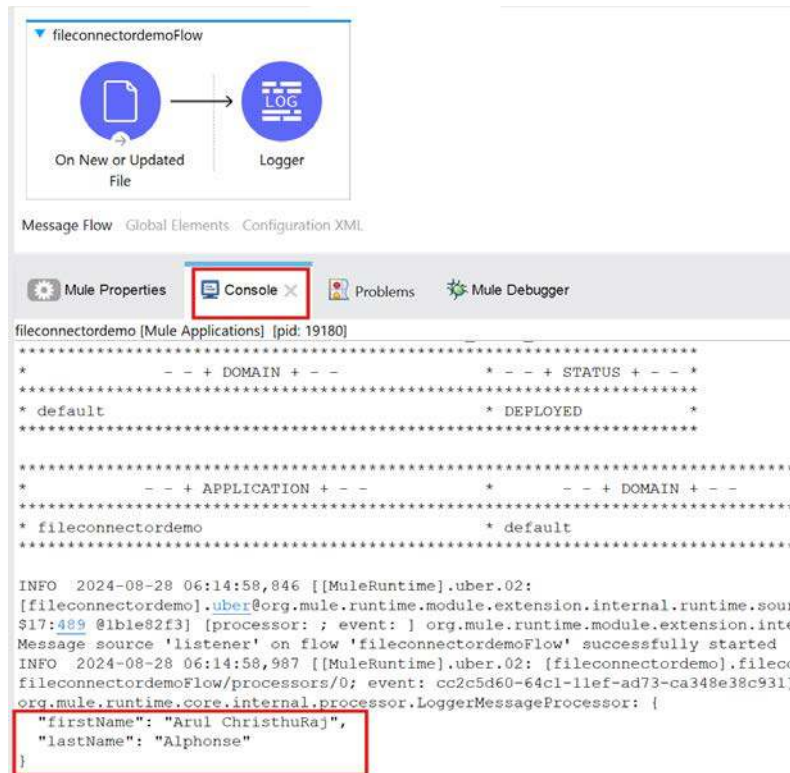 fileconnectordemoFlow
LOG
On New or Updated
File
Logger
Message Flow Global Elements Configuration XML
Mule Properties Console Problems Mule Debugger
fileconnectordemo [Mule Applications] [pid: 19180]
**********************************************************************
* - - + DOMAIN + - - * - - + STATUS + - - *
**********************************************************************
* default * DEPLOYED *
**********************************************************************
*******************************************************************************
* - - + APPLICATION + - - * - - + DOMAIN + - -
*******************************************************************************
* fileconnectordemo * default
*******************************************************************************
INFO 2024-08-28 06:14:58,846 [[MuleRuntime].uber.02:
[fileconnectordemo].uber@org.mule.runtime.module.extension.internal.runtime.sour
$17:489 @1b1e82f3] [processor: ; event: ] org.mule.runtime.module.extension.inte
Message source 'listener' on flow 'fileconnectordemoFlow' successfully started
INFO 2024-08-28 06:14:58,987 [[MuleRuntime].uber.02: [fileconnectordemo].fileco
fileconnectordemoFlow/processors/0; event: cc2c5d60-64c1-11ef-ad73-ca348e38c931]
org.mule.runtime.core.internal.processor.LoggerMessageProcessor: {
"firstName": "Arul ChristhuRaj",
"lastName": "Alphonse"
}